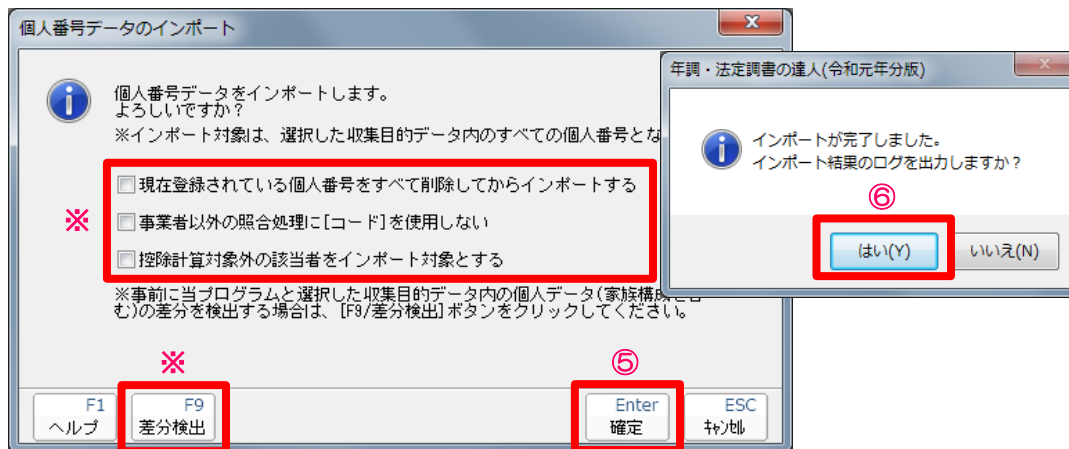 個人番号データのインポート
個人番号データをインポートします。
よろしいですか？
※インポート対象は、選択した収集目的データ内のすべての個人番号とな
現在登録されている個人番号をすべて削除してからインポートする
※
事業者以外の照合処理に[コード]を使用しない
控除計算対象外の該当者をインポート対象とする
※事前に当プログラムと選択した収集目的データ内の個人データ(家族構成を含
む)の差分を検出する場合は、[F9/差分検出]ボタンをクリックしてください。
※
⑤
F1
ヘルプ
F9
差分検出
Enter
確定
ESC
キャンセル
年調・法定調書の達人(令和元年分版)
インポートが完了しました。
インポート結果のログを出力しますか？
⑥
はい(Y)
いいえ(N)